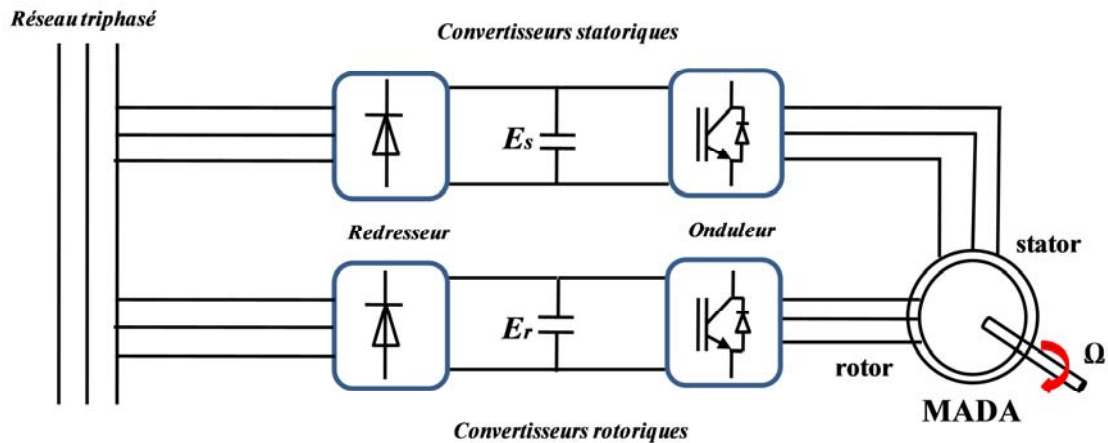 Réseau triphasé
Convertisseurs statoriques
Es
Redresseur
Onduleur
stator
Er
rotor
Ω
MADA
Convertisseurs rotoriques